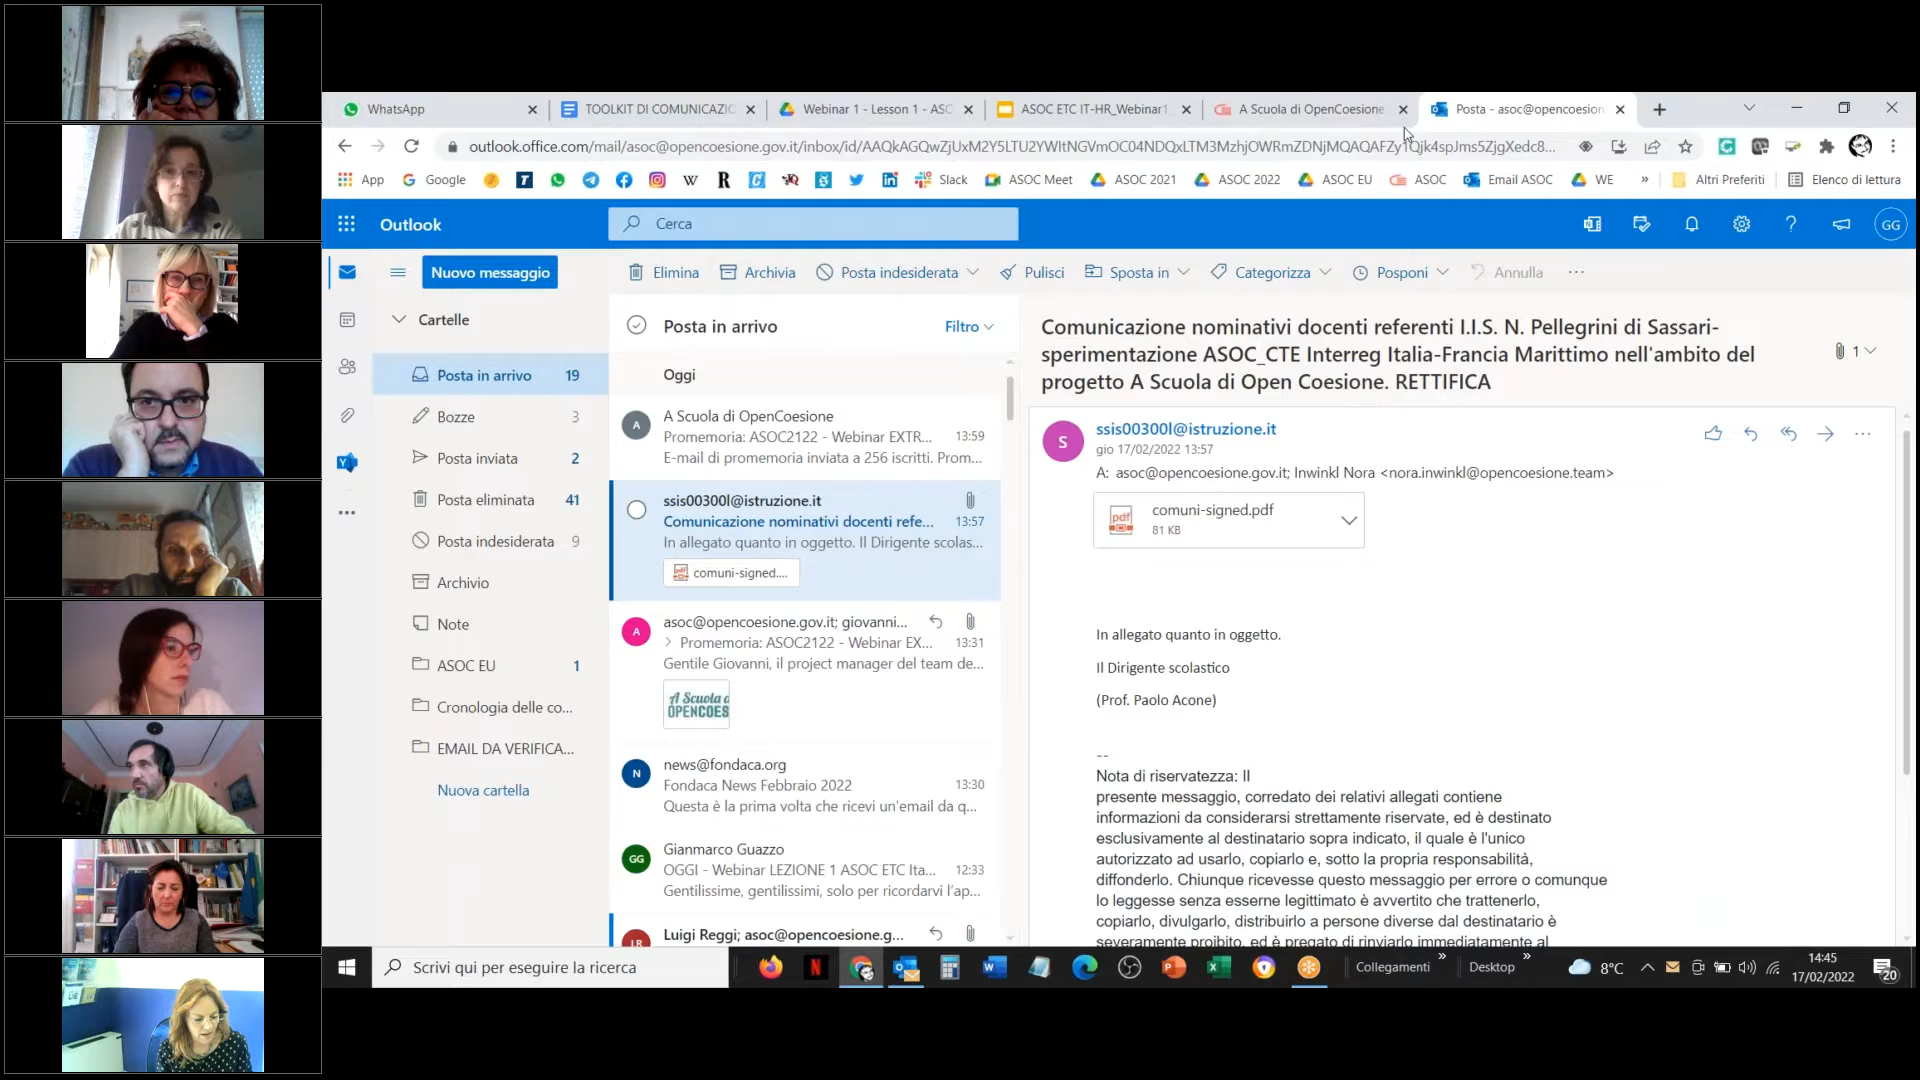 WhatsApp
TOOLKIT DI COMUNICAZIO
Webinar 1 - Lesson 1 - ASO
ASOC ETC IT-HR_Webinar1
A Scuola di OpenCoesione
Posta - asoc@opencoesion
App
Google
Slack
ASOC Meet
ASOC 2021
ASOC 2022
ASOC EU
ASOC
Email ASOC
WE
»
Altri Preferiti
Elenco di lettura
Outlook
Cerca
GG
Nuovo messaggio
Elimina
Archivia
Posta indesiderata
Pulisci
Sposta in
Categorizza
Posponi
Annulla
Cartelle
Posta in arrivo 19
Bozze 3
Posta inviata 2
Posta eliminata 41
Posta indesiderata 9
Archivio
Note
ASOC EU 1
Cronologia delle co...
EMAIL DA VERIFICA...
Nuova cartella
Posta in arrivo
Filtro
Oggi
A
A Scuola di OpenCoesione
Promemoria: ASOC2122 - Webinar EXTR... 13:59
E-mail di promemoria inviata a 256 iscritti. Prom...
ssis00300l@istruzione.it
Comunicazione nominativi docenti refe... 13:57
In allegato quanto in oggetto. Il Dirigente scolas...
comuni-signed....
A
asoc@opencoesione.gov.it; giovanni...
Promemoria: ASOC2122 - Webinar EX... 13:31
Gentile Giovanni, il project manager del team de...
A Scuola d
OPENCOES
N
news@fondaca.org
Fondaca News Febbraio 2022 13:30
Questa è la prima volta che ricevi un'email da q...
GG
Gianmarco Guazzo
OGGI - Webinar LEZIONE 1 ASOC ETC Ita... 12:33
Gentilissime, gentilissimi, solo per ricordarvi l'ap...
LR
Luigi Reggi; asoc@opencoesione.g...
Comunicazione nominativi docenti referenti I.I.S. N. Pellegrini di Sassari-
sperimentazione ASOC_CTE Interreg Italia-Francia Marittimo nell'ambito del
progetto A Scuola di Open Coesione. RETTIFICA
1
S
ssis00300l@istruzione.it
gio 17/02/2022 13:57
A: asoc@opencoesione.gov.it; Inwinkl Nora <nora.inwinkl@opencoesione.team>
pdf
comuni-signed.pdf
81 KB
In allegato quanto in oggetto.
Il Dirigente scolastico
(Prof. Paolo Acone)
--
Nota di riservatezza: Il
presente messaggio, corredato dei relativi allegati contiene
informazioni da considerarsi strettamente riservate, ed è destinato
esclusivamente al destinatario sopra indicato, il quale è l'unico
autorizzato ad usarlo, copiarlo e, sotto la propria responsabilità,
diffonderlo. Chiunque ricevesse questo messaggio per errore o comunque
lo leggesse senza esserne legittimato è avvertito che trattenerlo,
copiarlo, divulgarlo, distribuirlo a persone diverse dal destinatario è
severamente proibito, ed è pregato di rinviarlo immediatamente al
Scrivi qui per eseguire la ricerca
Collegamenti
»
Desktop
»
8°C
14:45
17/02/2022
20